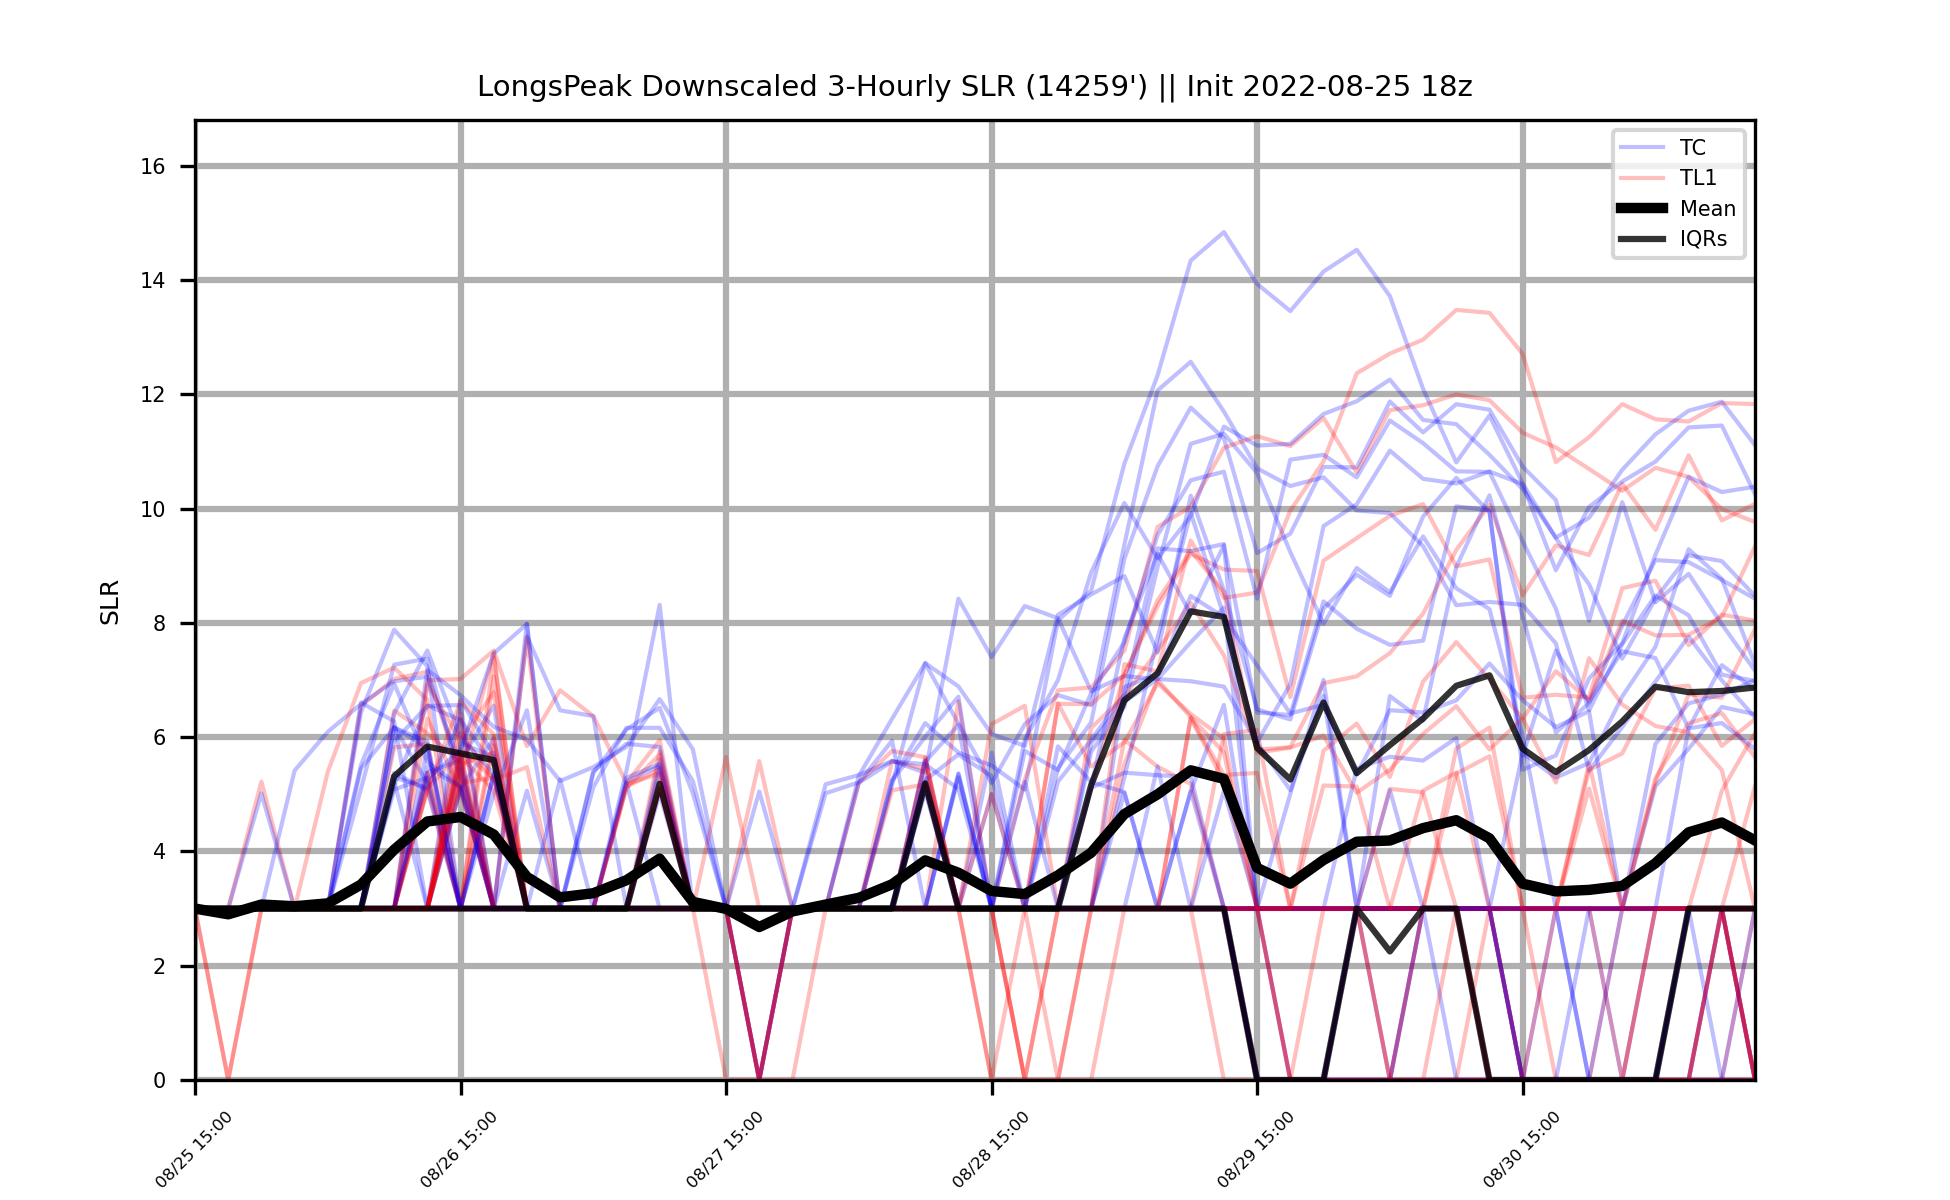 LongsPeak Downscaled 3-Hourly SLR (14259') || Init 2022-08-25 18z
TC
TL1
Mean
IQRs
SLR
16
14
12
10
8
6
4
2
0
08/25 15:00
08/26 15:00
08/27 15:00
08/28 15:00
08/29 15:00
08/30 15:00